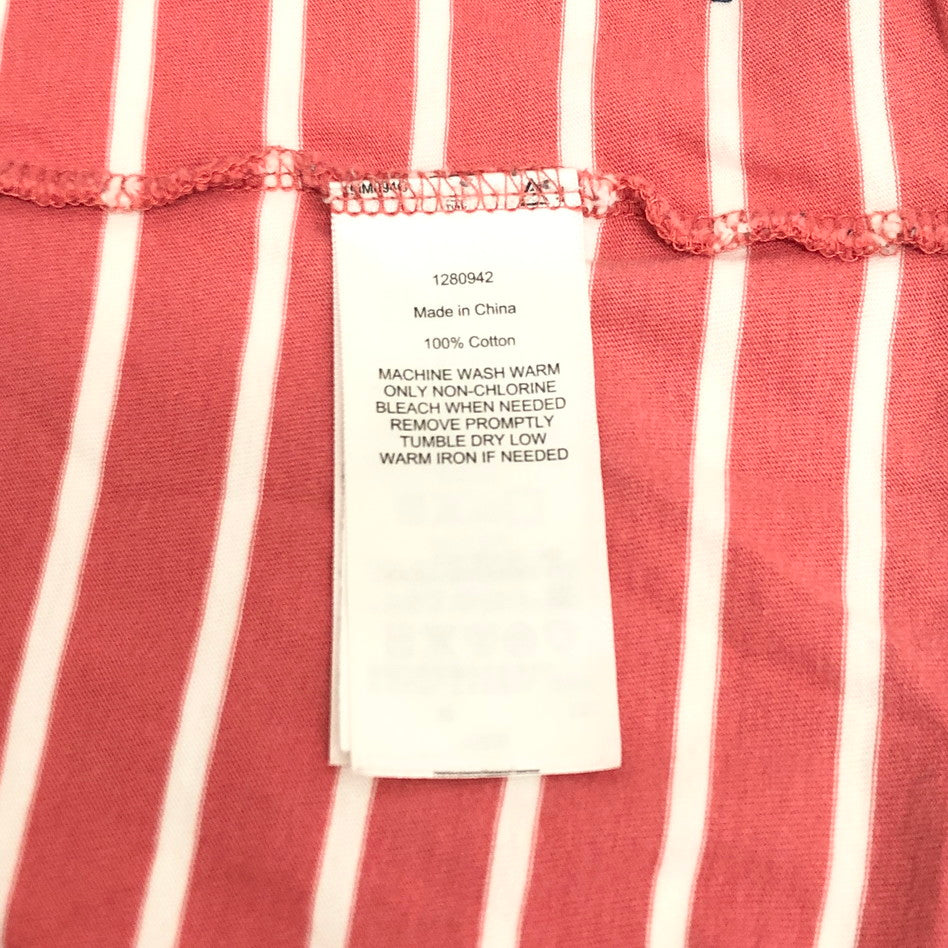 1280942
Made in China
100% Cotton
MACHINE WASH WARM
ONLY NON-CHLORINE
BLEACH WHEN NEEDED
REMOVE PROMPTLY
TUMBLE DRY LOW
WARM IRON IF NEEDED